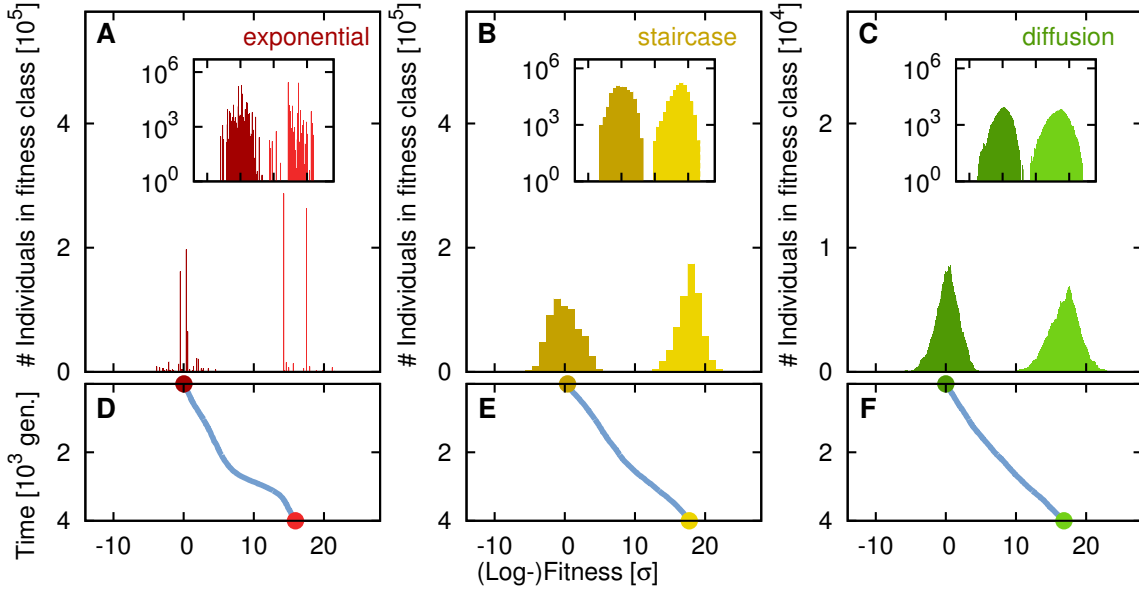 A exponential
# Individuals in fitness class [10^5]
4
2
0
10^6
10^3
10^0
B staircase
# Individuals in fitness class [10^5]
4
2
0
10^6
10^3
10^0
C diffusion
# Individuals in fitness class [10^4]
2
1
0
10^6
10^3
10^0
D
Time [10^3 gen.]
2
4
-10 0 10 20
E
2
4
-10 0 10 20
F
2
4
-10 0 10 20
(Log-)Fitness [σ]